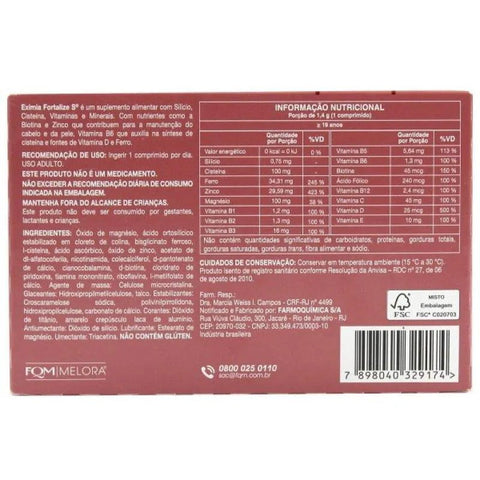 Exímia Fortalize S® é um suplemento alimentar com Silício,
Cisteína, Vitaminas e Minerais. Com nutrientes como a
Biotina e Zinco que contribuem para a manutenção do
cabelo e da pele, Vitamina B6 que auxilia na síntese de
cisteína e fontes de Vitamina D e Ferro.
RECOMENDAÇÃO DE USO: Ingerir 1 comprimido por dia.
USO ADULTO.
ESTE PRODUTO NÃO É UM MEDICAMENTO.
NÃO EXCEDER A RECOMENDAÇÃO DIÁRIA DE CONSUMO
INDICADA NA EMBALAGEM.
MANTENHA FORA DO ALCANCE DE CRIANÇAS.
Este produto não deve ser consumido por gestantes,
lactantes e crianças.
INGREDIENTES: Óxido de magnésio, ácido ortosilícico
estabilizado em cloreto de colina, bisglicinato ferroso,
l-cisteína, ácido ascórbico, óxido de zinco, acetato de
dl-alfatocoferol, nicotinamida, colecalciferol, d-pantotenato
de cálcio, cianocobalamina, d-biotina, cloridrato de
piridoxina, tiamina mononitrato, riboflavina, l-metilfolato de
cálcio. Agente de massa: Celulose microcristalina.
Glaceantes: Hidroxipropilmetilcelulose, talco. Estabilizantes:
Croscarmelose sódica, polivinilpirrolidona,
hidroxipropilcelulose, carbonato de cálcio. Corantes: Dióxido
de titânio, amarelo crepúsculo laca de alumínio.
Antiumectante: Dióxido de silício. Lubrificante: Estearato de
magnésio. Umectante: Triacetina. NÃO CONTÉM GLÚTEN.
FQM | MELORA
INFORMAÇÃO NUTRICIONAL
Porção de 1,4 g (1 comprimido)
≥ 19 anos
Quantidade por Porção %VD Quantidade por Porção %VD
Valor energético 0 kcal = 0 kJ 0 % Vitamina B5 5,64 mg 113 %
Silício 0,75 mg Vitamina B6 1,3 mg 100 %
Cisteína 100 mg Biotina 45 mcg 150 %
Ferro 34,31 mg 245 % Ácido Fólico 240 mcg 100 %
Zinco 29,59 mg 423 % Vitamina B12 2,4 mcg 100 %
Magnésio 100 mg 38 % Vitamina C 45 mg 100 %
Vitamina B1 1,2 mg 100 % Vitamina D 25 mcg 500 %
Vitamina B2 1,3 mg 100 % Vitamina E 10 mg 100 %
Vitamina B3 16 mg 100 %
Não contém quantidades significativas de carboidratos, proteínas, gorduras totais,
gorduras saturadas, gorduras trans, fibra alimentar e sódio.
CUIDADOS DE CONSERVAÇÃO: Conservar em temperatura ambiente (15 °C a 30 °C).
Produto isento de registro sanitário conforme Resolução da Anvisa – RDC nº 27, de 06
de agosto de 2010.
Farm. Resp.:
Dra. Marcia Weiss I. Campos - CRF-RJ nº 4499
Registrado e Fabricado por: FARMOQUÍMICA S/A
Rua Viúva Cláudio, 300, Jacaré - Rio de Janeiro - RJ
CEP: 20970-032 - CNPJ: 33.349.473/0003-10
Indústria brasileira
FSC
MISTO
Embalagem
FSC® C020703
0800 025 0110
sac@fqm.com.br
7 898040 329174 >